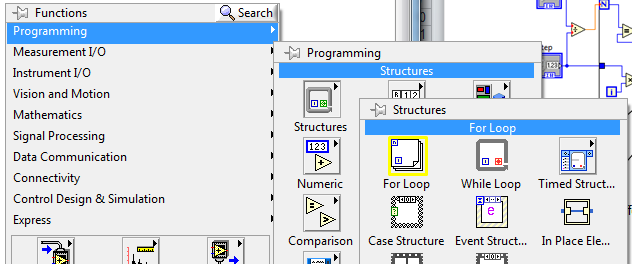 Functions
Search
Programming
Measurement I/O
Instrument I/O
Vision and Motion
Mathematics
Signal Processing
Data Communication
Connectivity
Control Design & Simulation
Express
Programming
Structures
Structures
Numeric
Comparison
Structures
For Loop
For Loop
While Loop
Timed Struct...
Case Structure
Event Struct...
In Place Ele...